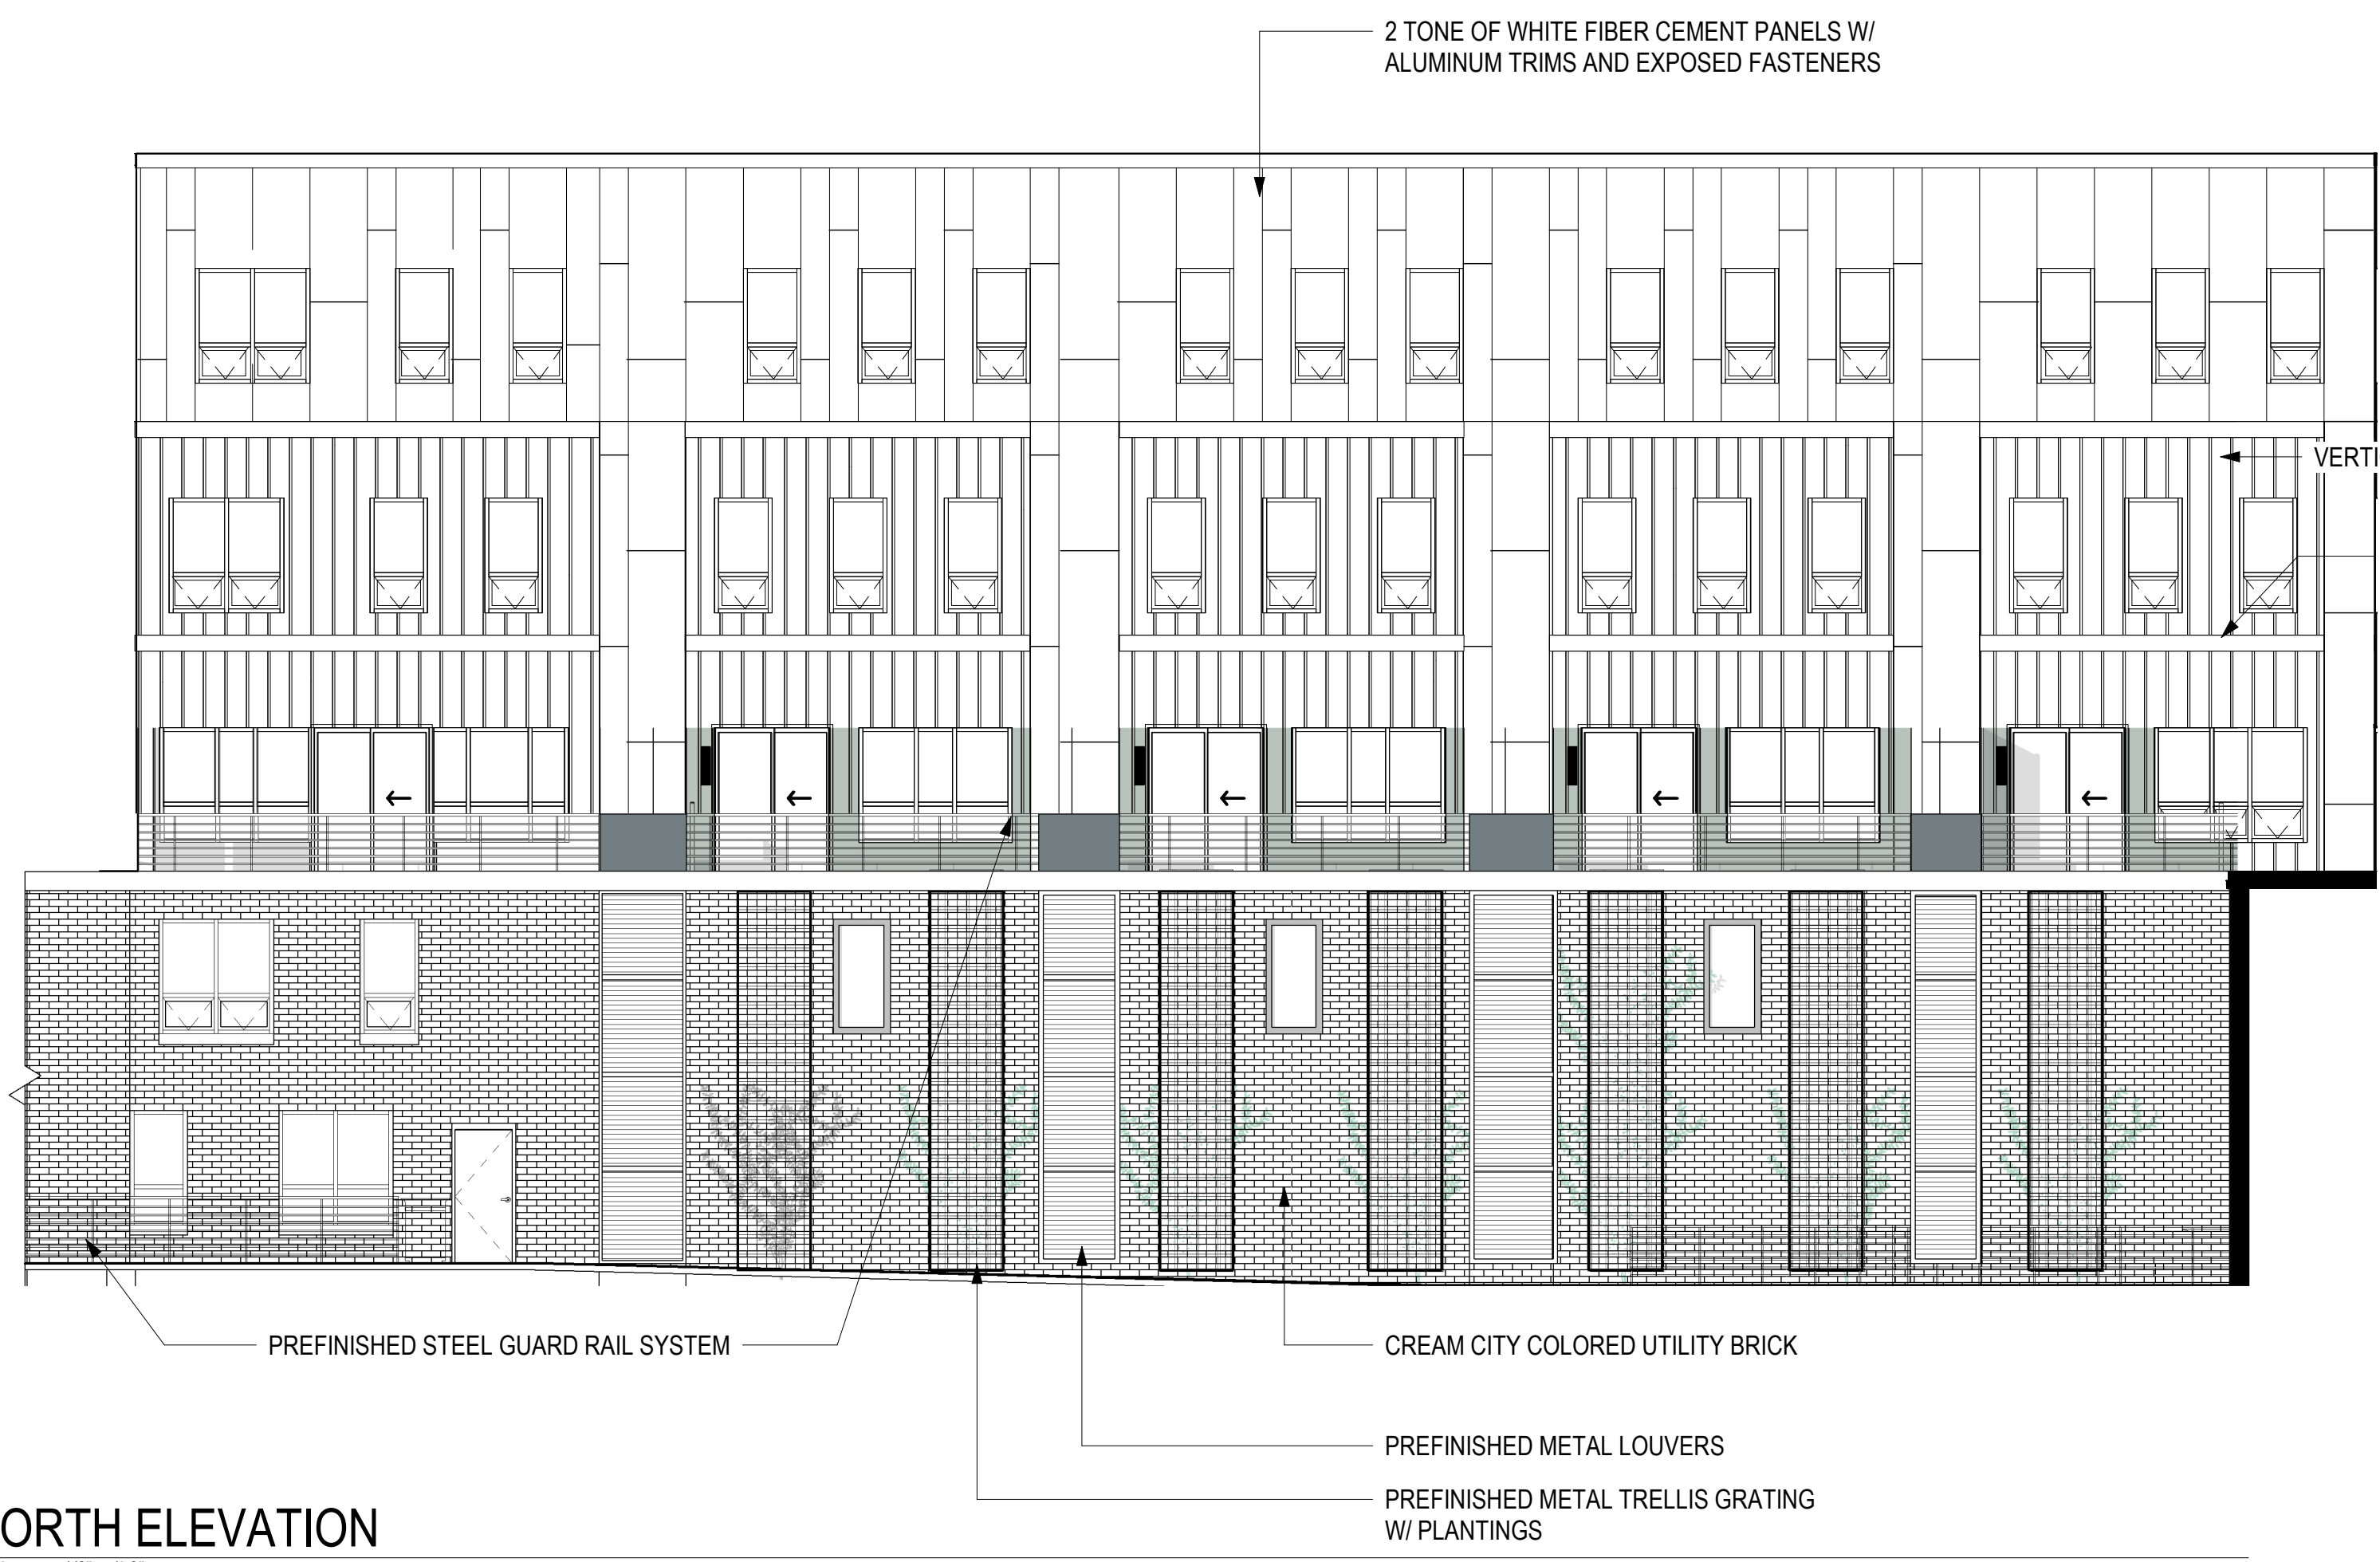 2 TONE OF WHITE FIBER CEMENT PANELS W/
ALUMINUM TRIMS AND EXPOSED FASTENERS
VERTI
PREFINISHED STEEL GUARD RAIL SYSTEM
CREAM CITY COLORED UTILITY BRICK
PREFINISHED METAL LOUVERS
PREFINISHED METAL TRELLIS GRATING
W/ PLANTINGS
ORTH ELEVATION